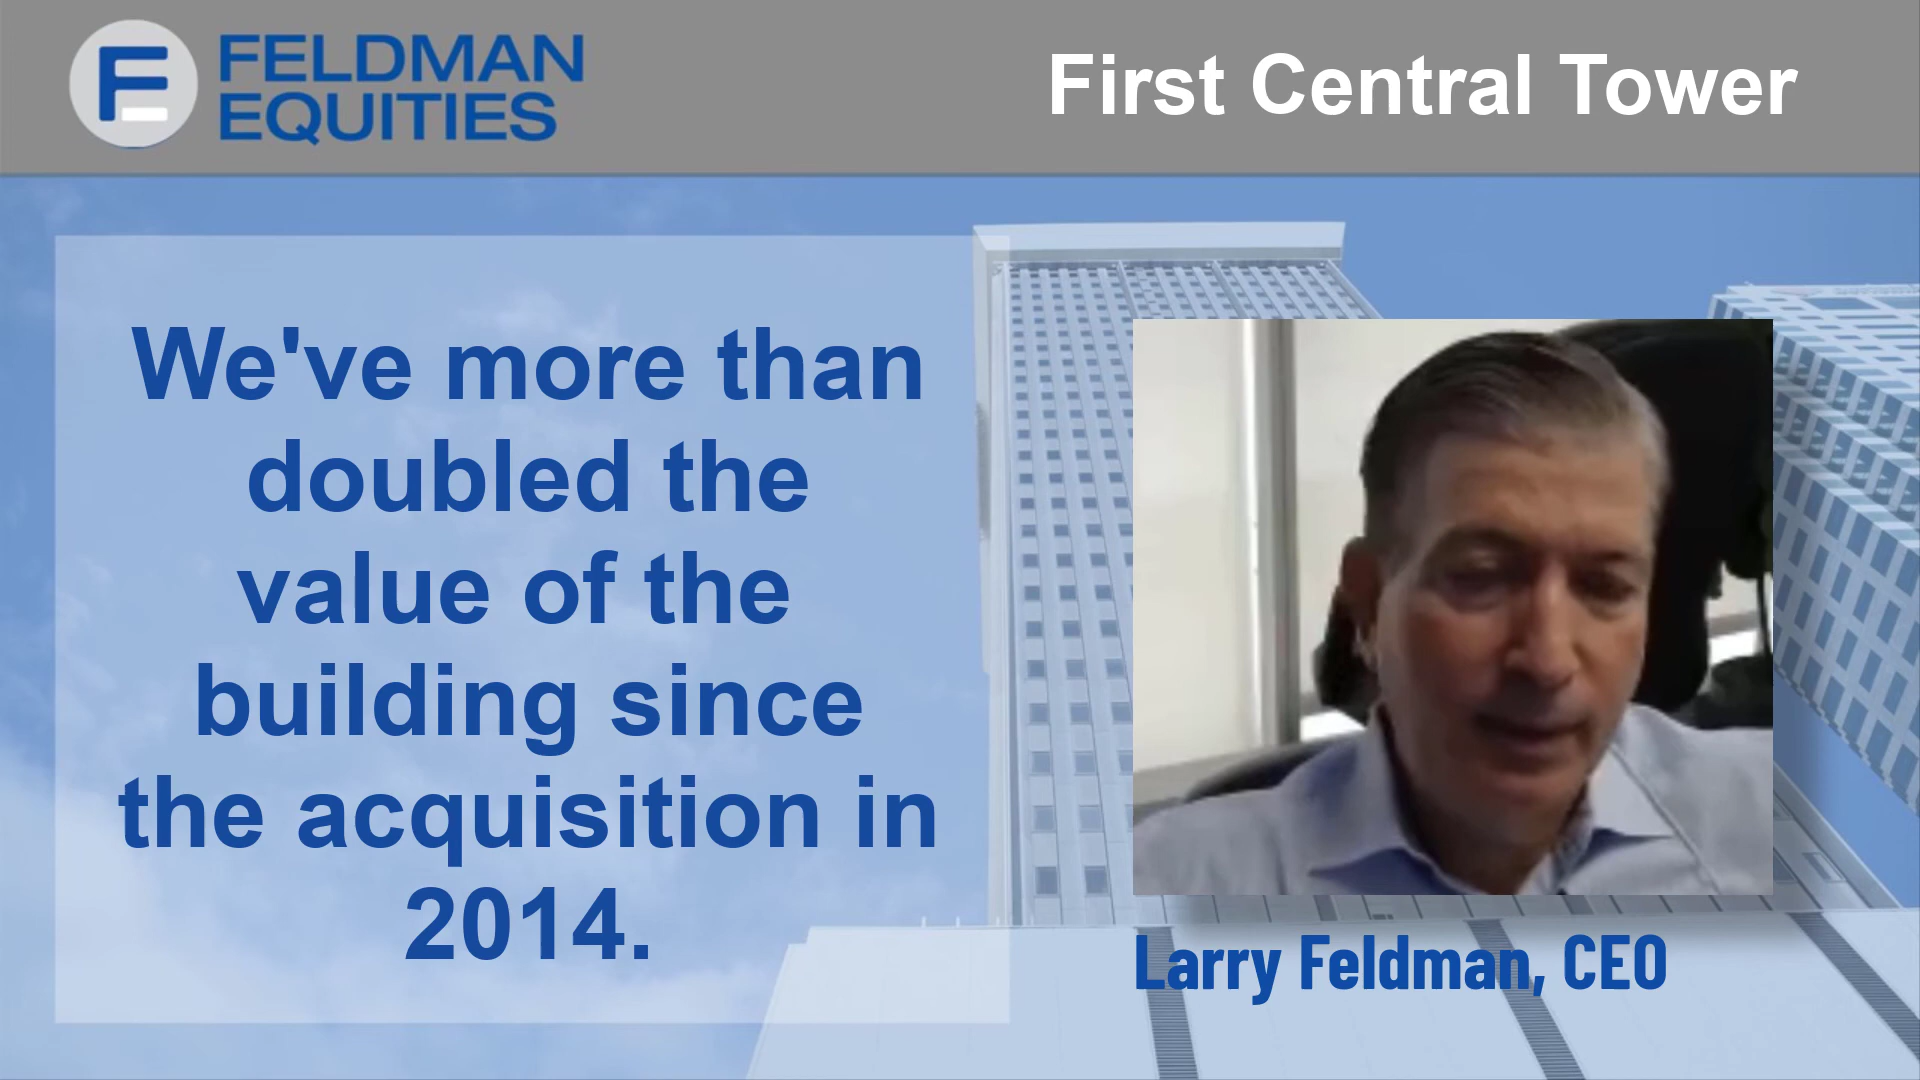 FELDMAN
EQUITIES
First Central Tower
We've more than
doubled the
value of the
building since
the acquisition in
2014.
Larry Feldman, CEO